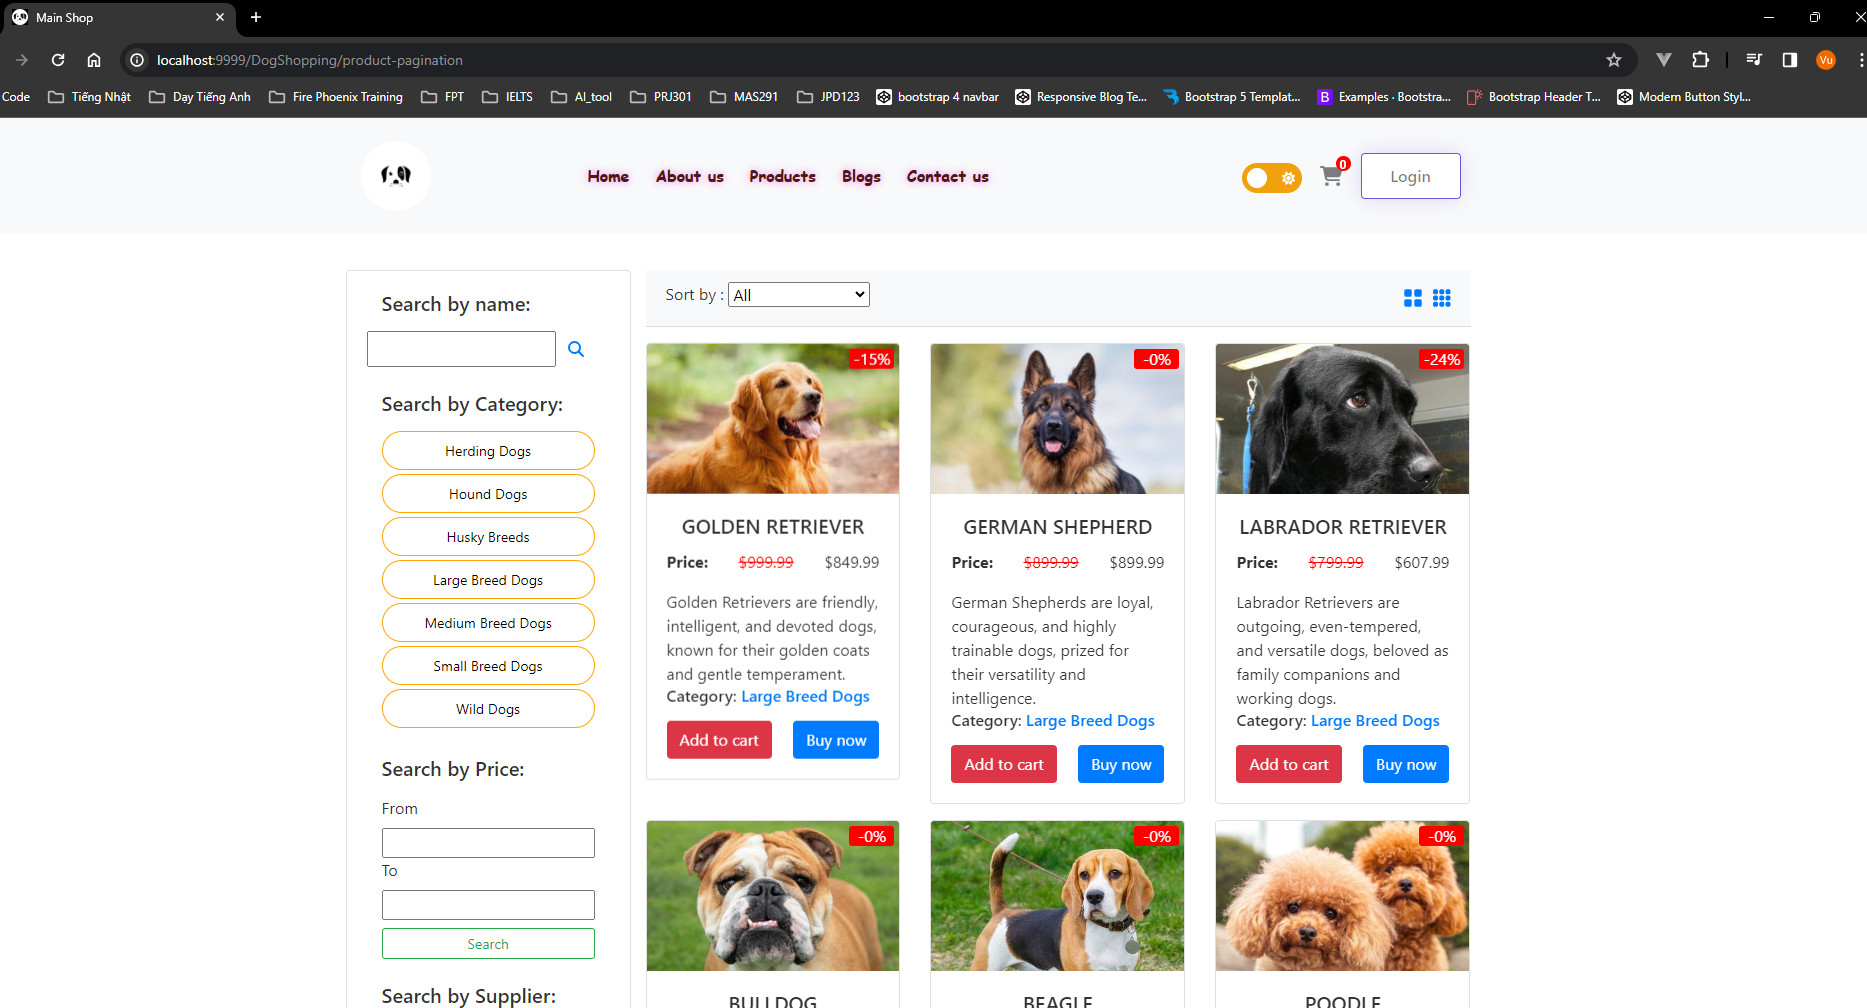 Main Shop
localhost:9999/DogShopping/product-pagination
Vu
Code
Tiếng Nhật
Dạy Tiếng Anh
Fire Phoenix Training
FPT
IELTS
AI_tool
PRJ301
MAS291
JPD123
bootstrap 4 navbar
Responsive Blog Te...
Bootstrap 5 Templat...
B
Examples · Bootstra...
Bootstrap Header T...
Modern Button Styl...
Home
About us
Products
Blogs
Contact us
0
Login
Search by name:
Search by Category:
Herding Dogs
Hound Dogs
Husky Breeds
Large Breed Dogs
Medium Breed Dogs
Small Breed Dogs
Wild Dogs
Search by Price:
From
To
Search
Search by Supplier:
Sort by : All
-15%
GOLDEN RETRIEVER
Price: $999.99 $849.99
Golden Retrievers are friendly,
intelligent, and devoted dogs,
known for their golden coats
and gentle temperament.
Category: Large Breed Dogs
Add to cart
Buy now
-0%
GERMAN SHEPHERD
Price: $899.99 $899.99
German Shepherds are loyal,
courageous, and highly
trainable dogs, prized for
their versatility and
intelligence.
Category: Large Breed Dogs
Add to cart
Buy now
-24%
LABRADOR RETRIEVER
Price: $799.99 $607.99
Labrador Retrievers are
outgoing, even-tempered,
and versatile dogs, beloved as
family companions and
working dogs.
Category: Large Breed Dogs
Add to cart
Buy now
-0%
BULLDOG
-0%
BEAGLE
-0%
POODLE